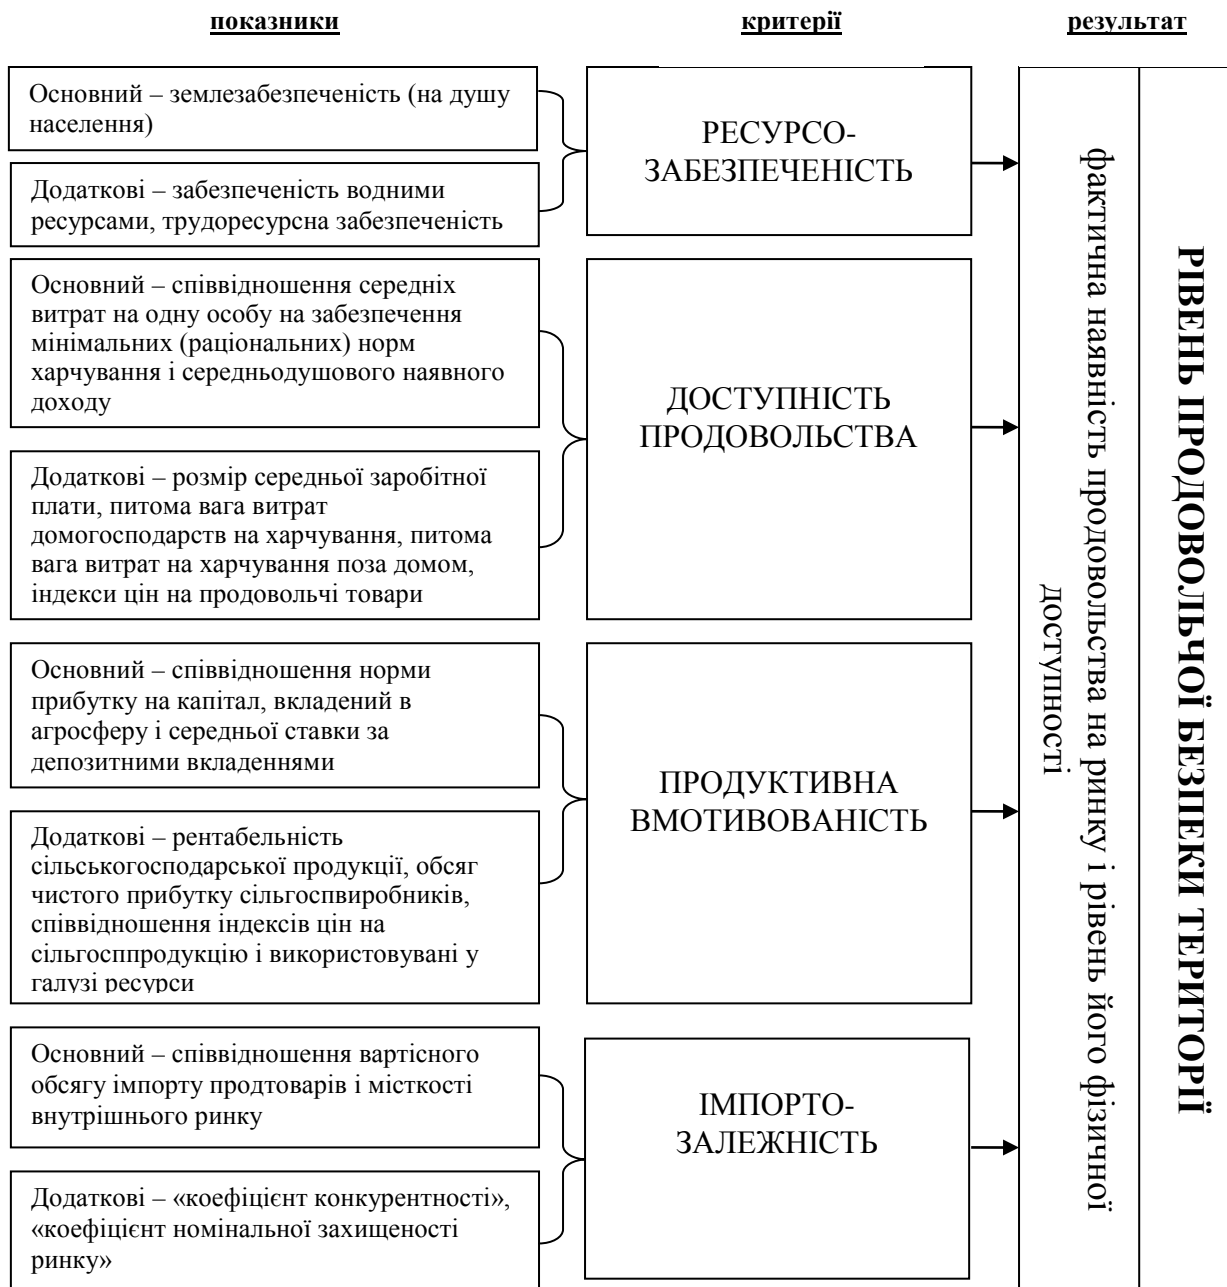 показники
критерії
результат
Основний – землезабезпеченість (на душу
населення)
Додаткові – забезпеченість водними
ресурсами, трудоресурсна забезпеченість
РЕСУРСО-
ЗАБЕЗПЕЧЕНІСТЬ
Основний – співвідношення середніх
витрат на одну особу на забезпечення
мінімальних (раціональних) норм
харчування і середньодушового наявного
доходу
Додаткові – розмір середньої заробітної
плати, питома вага витрат
домогосподарств на харчування, питома
вага витрат на харчування поза домом,
індекси цін на продовольчі товари
ДОСТУПНІСТЬ
ПРОДОВОЛЬСТВА
Основний – співвідношення норми
прибутку на капітал, вкладений в
агросферу і середньої ставки за
депозитними вкладеннями
Додаткові – рентабельність
сільськогосподарської продукції, обсяг
чистого прибутку сільгоспвиробників,
співвідношення індексів цін на
сільгосппродукцію і використовувані у
галузі ресурси
ПРОДУКТИВНА
ВМОТИВОВАНІСТЬ
Основний – співвідношення вартісного
обсягу імпорту продтоварів і місткості
внутрішнього ринку
Додаткові – «коефіцієнт конкурентності»,
«коефіцієнт номінальної захищеності
ринку»
ІМПОРТО-
ЗАЛЕЖНІСТЬ
фактична наявність продовольства на ринку і рівень його фізичної
доступності
РІВЕНЬ ПРОДОВОЛЬЧОЇ БЕЗПЕКИ ТЕРИТОРІЇ